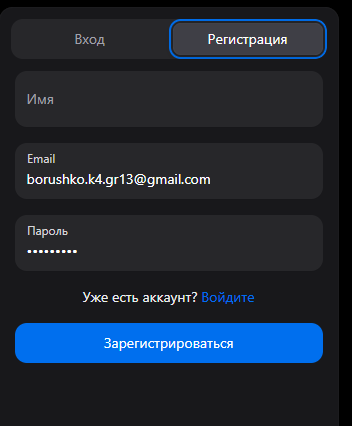 Вход
Регистрация
Имя
Email
borushko.k4.gr13@gmail.com
Пароль
•••••••••
Уже есть аккаунт? Войдите
Зарегистрироваться